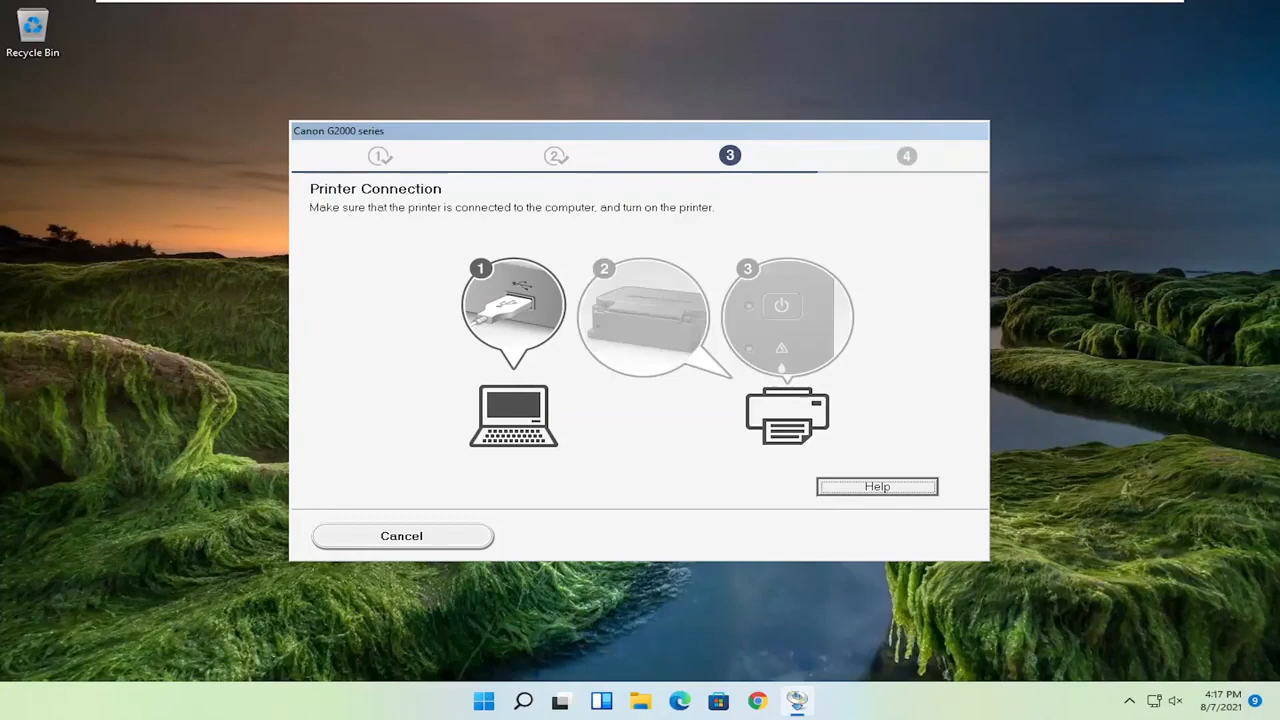 Recycle Bin
Canon G2000 series
1 2 3 4
Printer Connection
Make sure that the printer is connected to the computer, and turn on the printer.
1 2 3
Help
Cancel
4:17 PM
8/7/2021
9